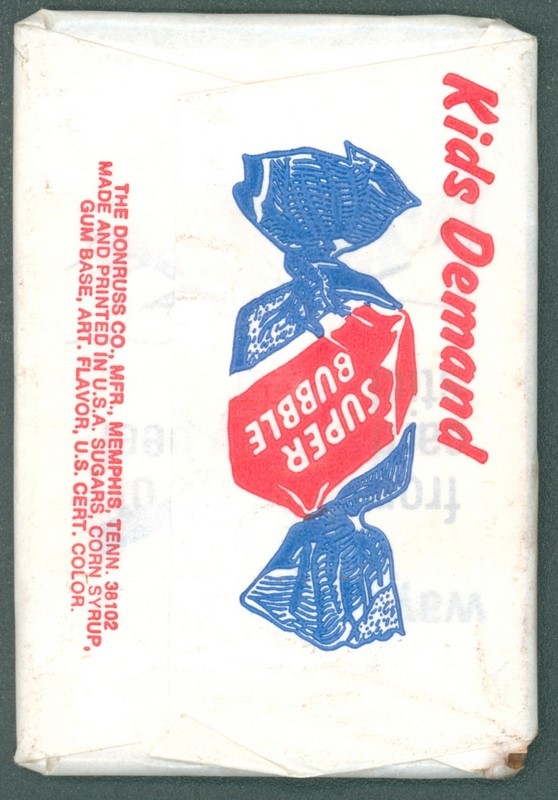 Kids Demand
SUPER
BUBBLE
THE DONRUSS CO., MFR., MEMPHIS, TENN. 38102
MADE AND PRINTED IN U.S.A. SUGARS, CORN SYRUP,
GUM BASE, ART. FLAVOR, U.S. CERT. COLOR.